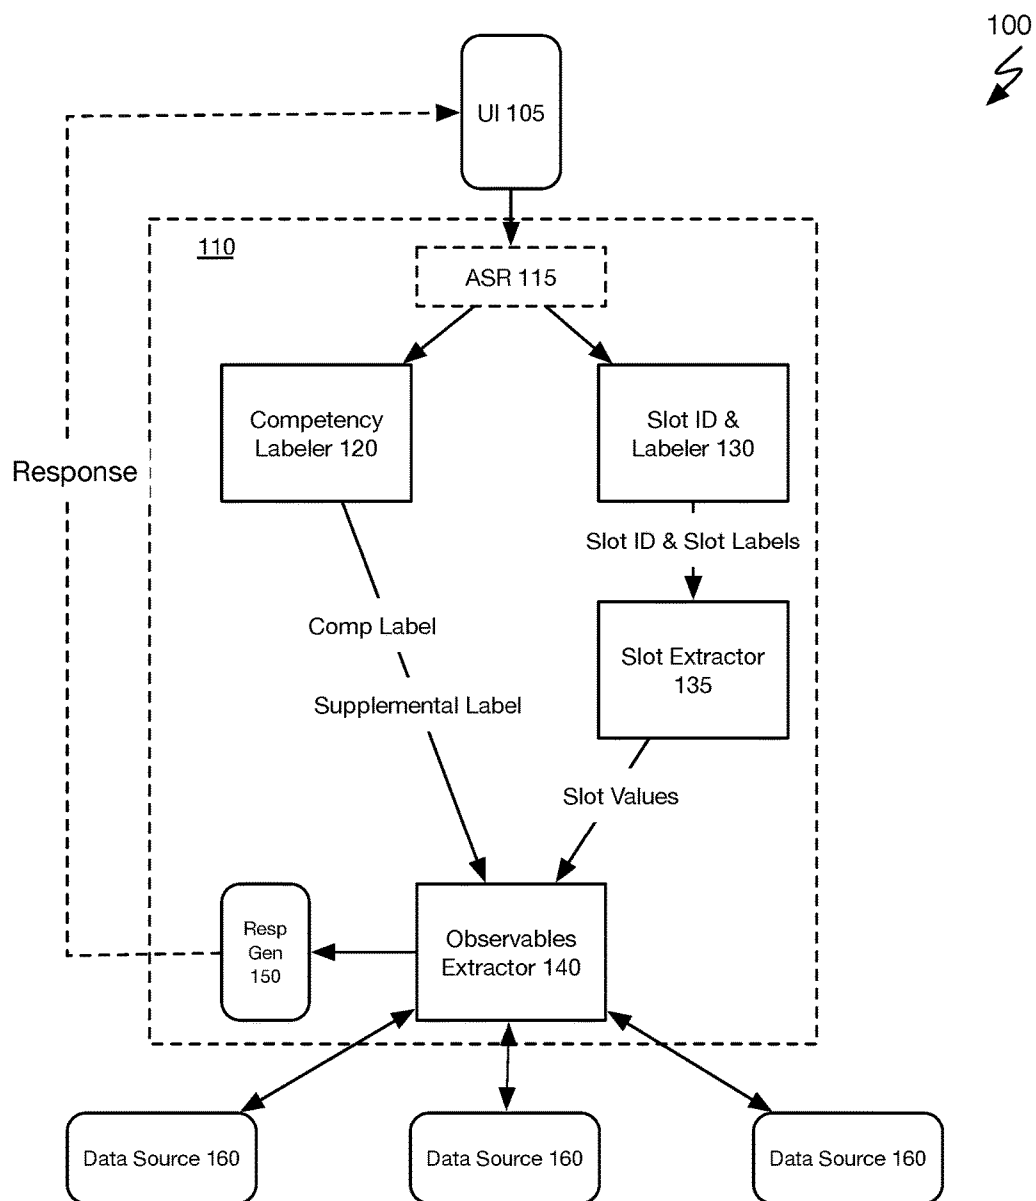 100
UI 105
110
ASR 115
Competency
Labeler 120
Slot ID &
Labeler 130
Response
Slot ID & Slot Labels
Comp Label
Slot Extractor
135
Supplemental Label
Slot Values
Resp
Gen
150
Observables
Extractor 140
Data Source 160
Data Source 160
Data Source 160